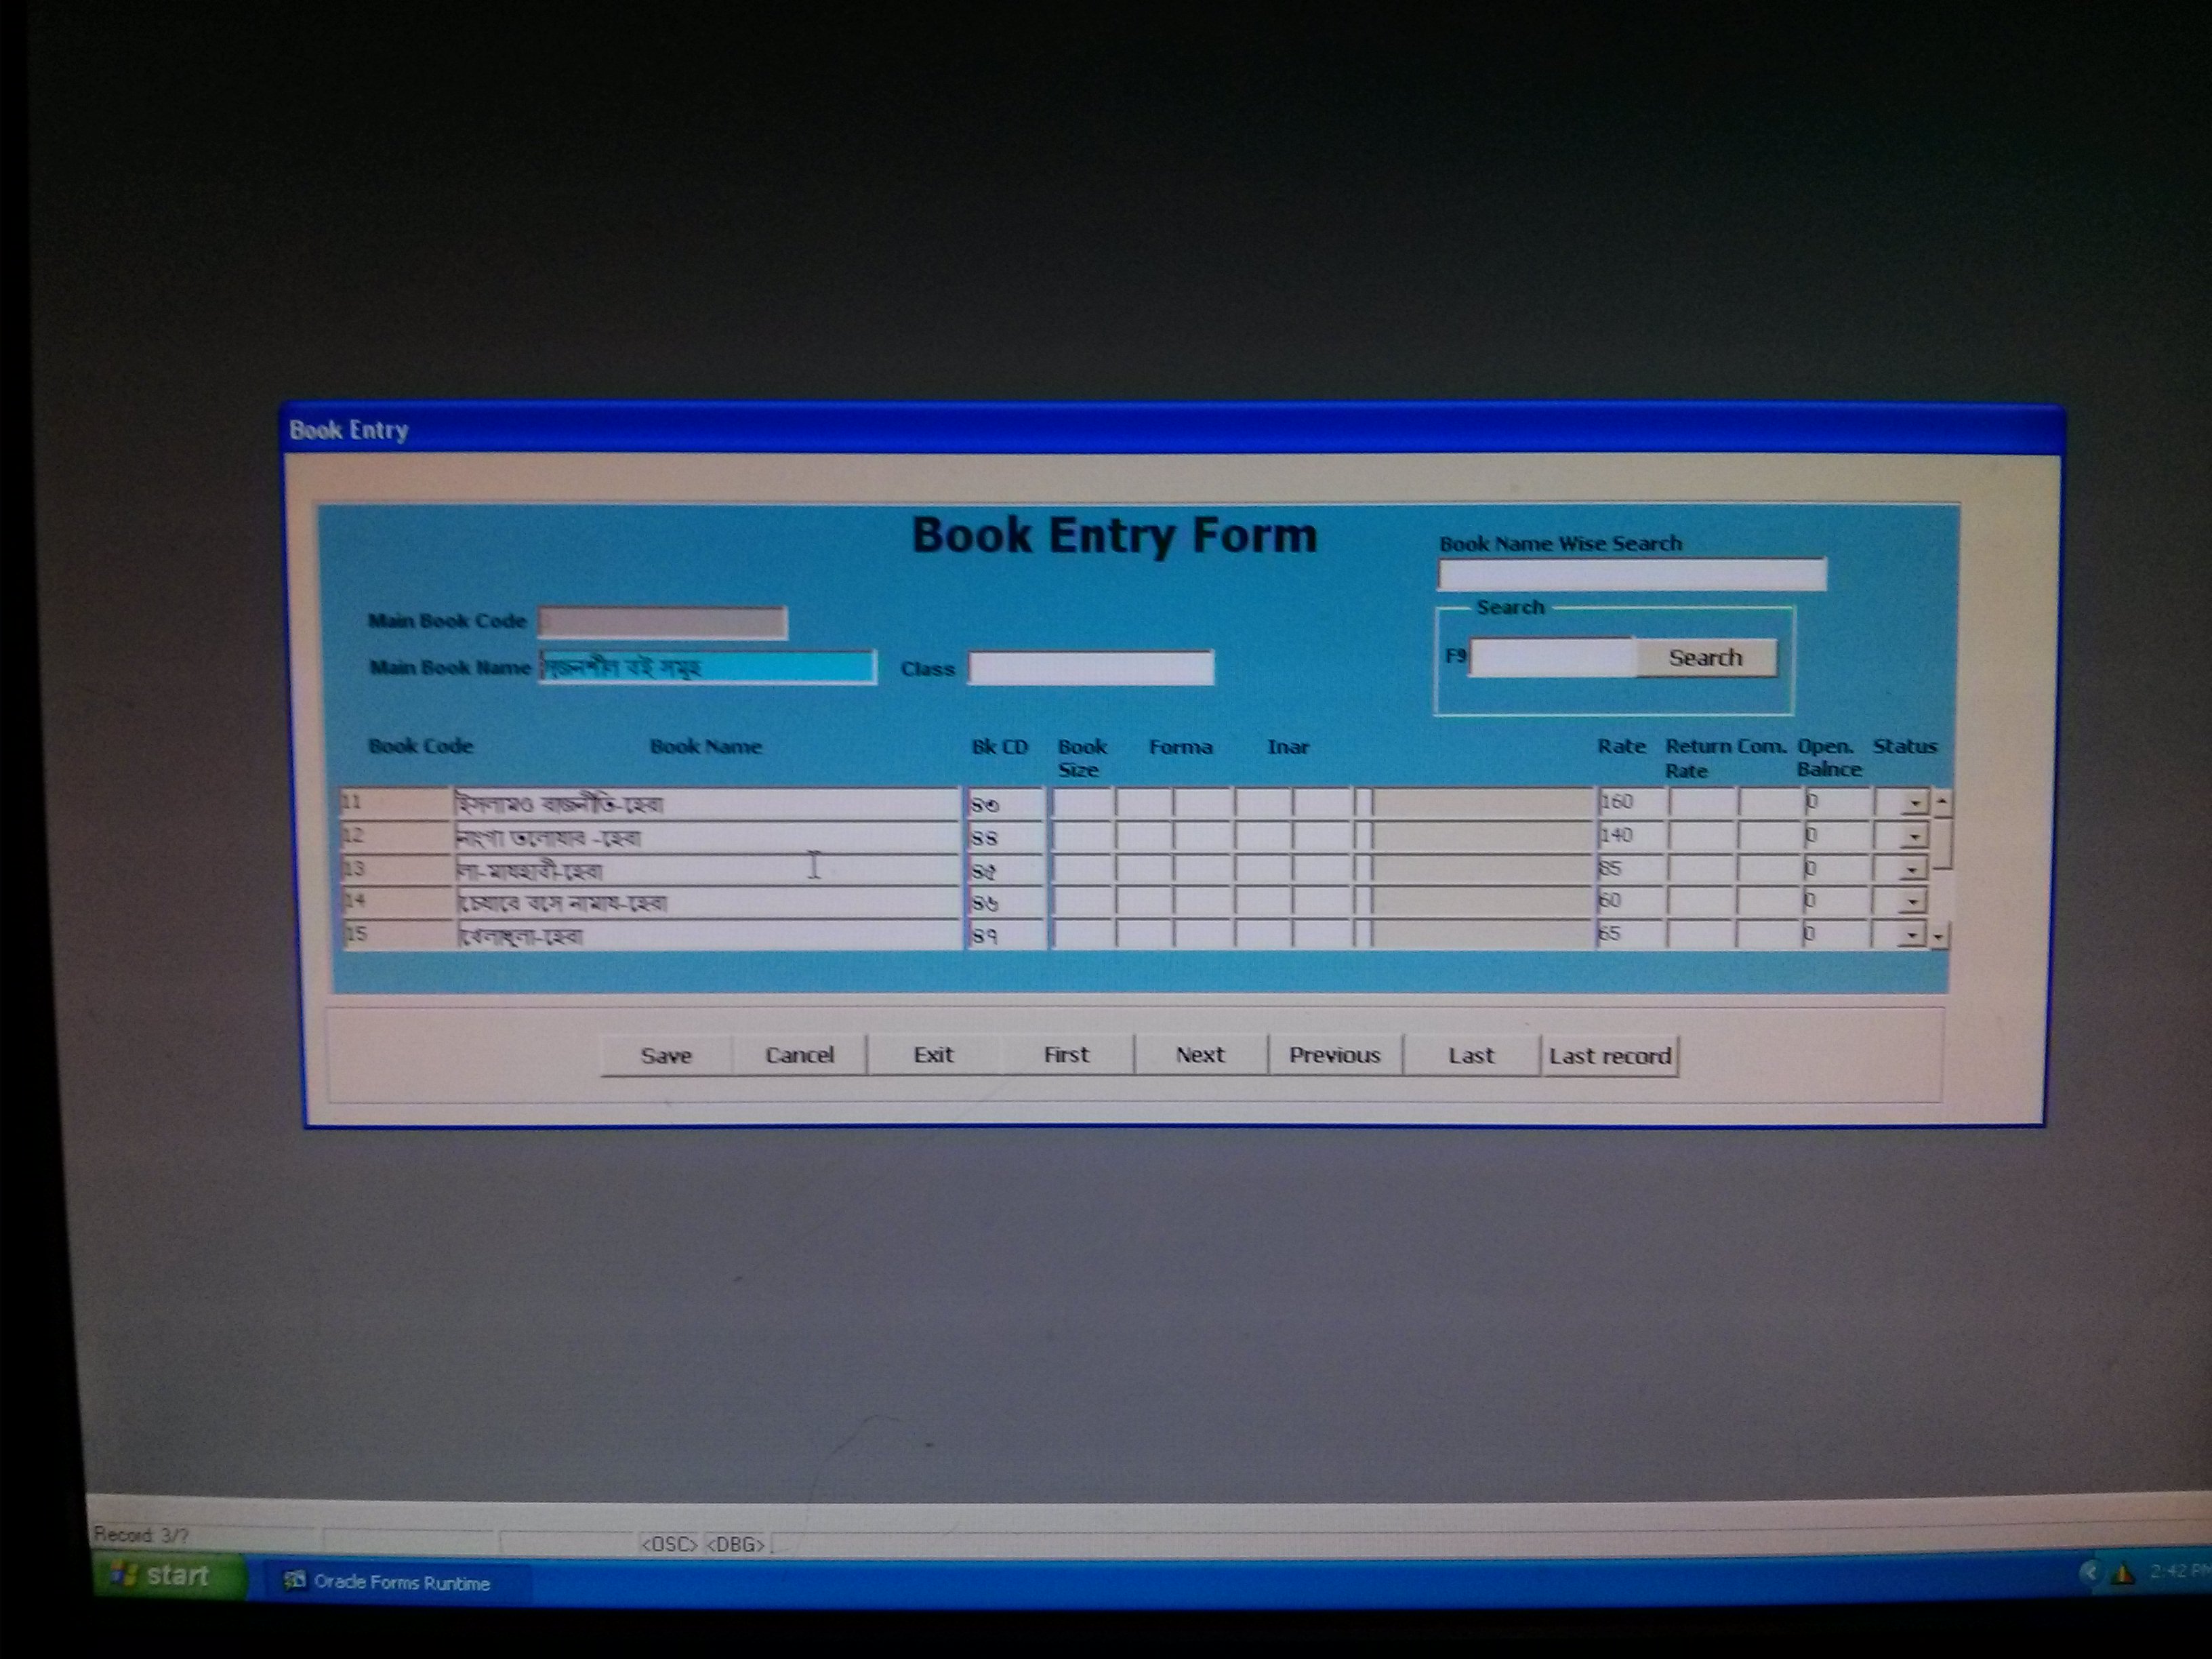 Book Entry
Book Entry Form
Book Name Wise Search
Main Book Code
Search
Main Book Name সৃজনশীল বই সমূহ Class
F9 Search
Book Code Book Name Bk CD Book Size Forma Inar Rate Return Rate Com. Open. Balnce Status
11 ইসলামও রাজনীতি-হেরা ৪৩ 160 0
12 নাংগা তলোয়ার -হেরা ৪৪ 140 0
13 লা-মাযহাবী-হেরা ৪৫ 85 0
14 চেয়ারে বসে নামায-হেরা ৪৬ 60 0
15 খেলাধূলা-হেরা ৪৭ 65 0
Save Cancel Exit First Next Previous Last Last record
Record: 3/? <OSC> <DBG>
start Oracle Forms Runtime 2:42 PM